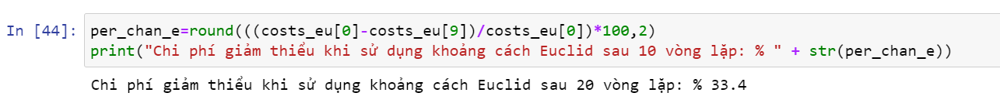 In [44]: per_chan_e=round(((costs_eu[0]-costs_eu[9])/costs_eu[0])*100,2)
print("Chi phí giảm thiểu khi sử dụng khoảng cách Euclid sau 10 vòng lặp: % " + str(per_chan_e))
Chi phí giảm thiểu khi sử dụng khoảng cách Euclid sau 20 vòng lặp: % 33.4